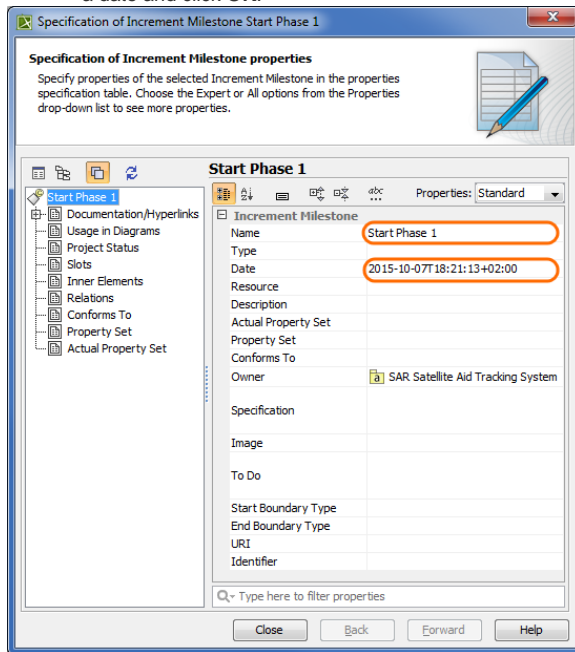 a date and click OK.
Specification of Increment Milestone Start Phase 1
Specification of Increment Milestone properties
Specify properties of the selected Increment Milestone in the properties
specification table. Choose the Expert or All options from the Properties
drop-down list to see more properties.
Start Phase 1
Properties: Standard
Start Phase 1
Documentation/Hyperlinks
Usage in Diagrams
Project Status
Slots
Inner Elements
Relations
Conforms To
Property Set
Actual Property Set
Increment Milestone
Name Start Phase 1
Type
Date 2015-10-07T18:21:13+02:00
Resource
Description
Actual Property Set
Property Set
Conforms To
Owner a SAR Satellite Aid Tracking System
Specification
Image
To Do
Start Boundary Type
End Boundary Type
URI
Identifier
Type here to filter properties
Close Back Forward Help